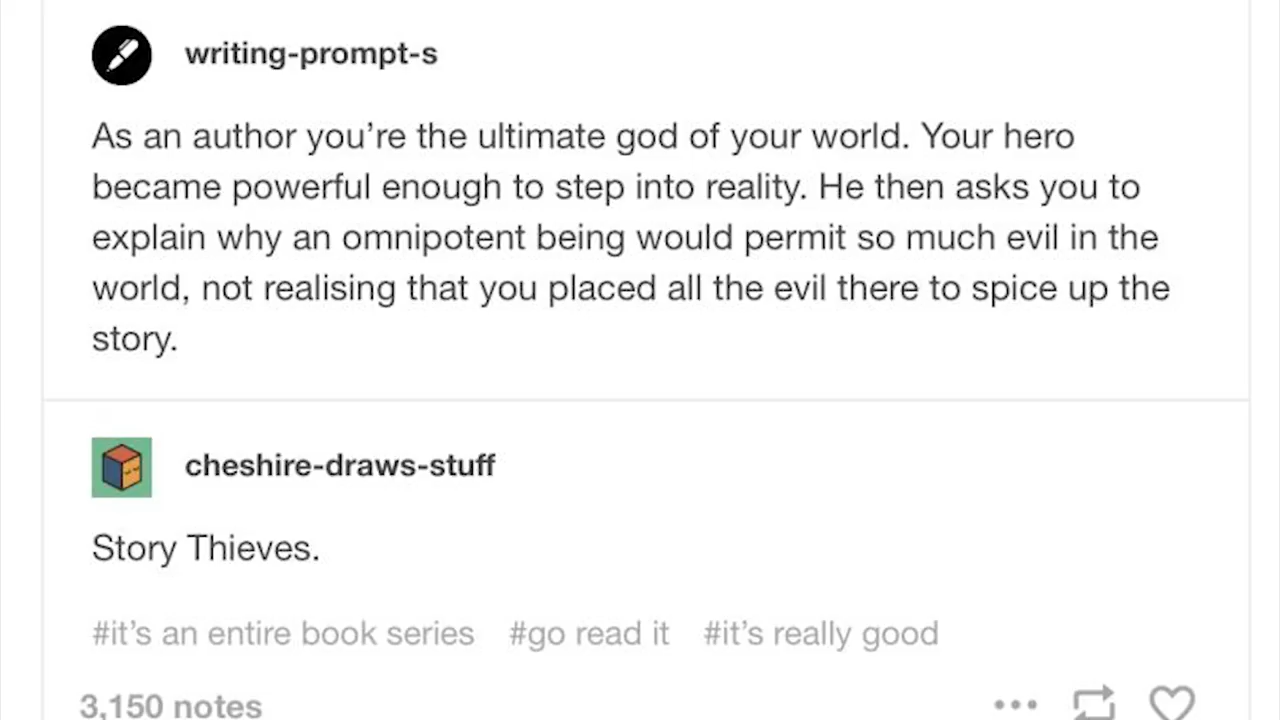 writing-prompt-s
As an author you’re the ultimate god of your world. Your hero
became powerful enough to step into reality. He then asks you to
explain why an omnipotent being would permit so much evil in the
world, not realising that you placed all the evil there to spice up the
story.
cheshire-draws-stuff
Story Thieves.
#it’s an entire book series #go read it #it’s really good
3,150 notes